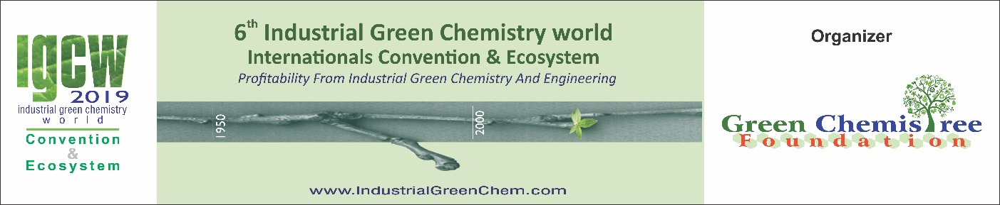 Igcw
2019
industrial green chemistry
world
Convention
&
Ecosystem
6th Industrial Green Chemistry world
Internationals Convention & Ecosystem
Profitability From Industrial Green Chemistry And Engineering
1950
2000
www.IndustrialGreenChem.com
Organizer
Green ChemisTree
Foundation